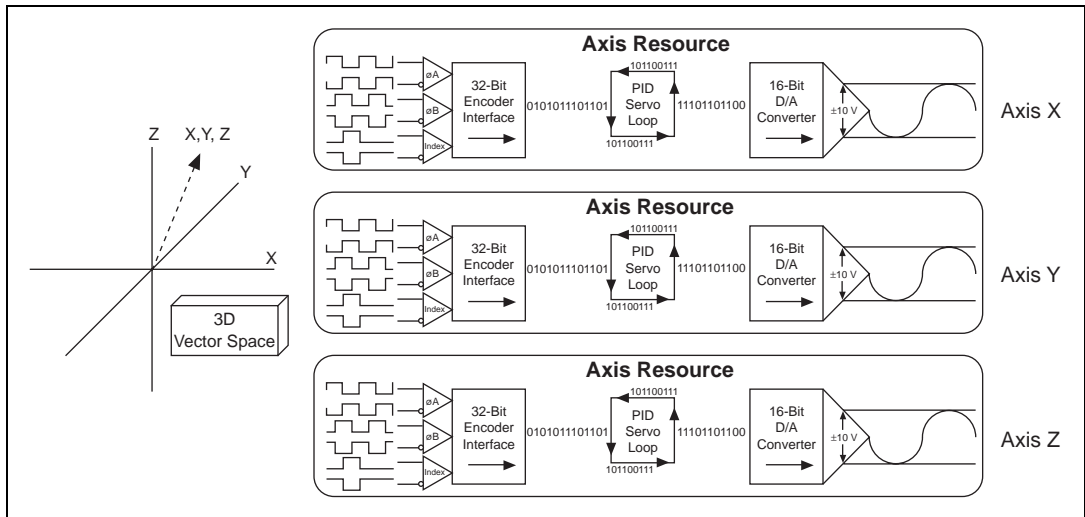 Z
X,Y, Z
Y
X
3D
Vector Space
Axis Resource
øA
øB
Index
32-Bit
Encoder
Interface
0101011101101
101100111
PID
Servo
Loop
101100111
11101101100
16-Bit
D/A
Converter
±10 V
Axis X
Axis Resource
øA
øB
Index
32-Bit
Encoder
Interface
0101011101101
101100111
PID
Servo
Loop
101100111
11101101100
16-Bit
D/A
Converter
±10 V
Axis Y
Axis Resource
øA
øB
Index
32-Bit
Encoder
Interface
0101011101101
101100111
PID
Servo
Loop
101100111
11101101100
16-Bit
D/A
Converter
±10 V
Axis Z